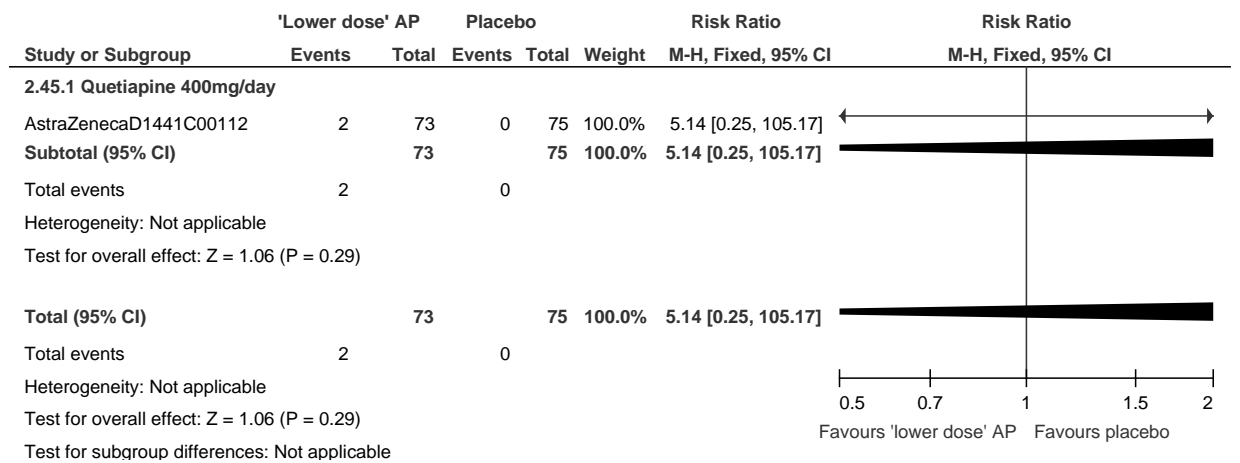 'Lower dose' AP Placebo Risk Ratio Risk Ratio
Study or Subgroup Events Total Events Total Weight M-H, Fixed, 95% CI M-H, Fixed, 95% CI
2.45.1 Quetiapine 400mg/day
AstraZenecaD1441C00112 2 73 0 75 100.0% 5.14 [0.25, 105.17]
Subtotal (95% CI) 73 75 100.0% 5.14 [0.25, 105.17]
Total events 2 0
Heterogeneity: Not applicable
Test for overall effect: Z = 1.06 (P = 0.29)
Total (95% CI) 73 75 100.0% 5.14 [0.25, 105.17]
Total events 2 0
Heterogeneity: Not applicable
Test for overall effect: Z = 1.06 (P = 0.29)
Test for subgroup differences: Not applicable
0.5 0.7 1 1.5 2
Favours 'lower dose' AP Favours placebo